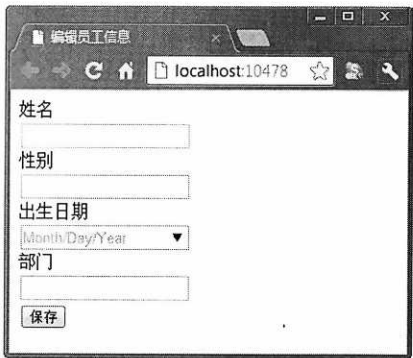 编辑员工信息
localhost:10478
姓名
性别
出生日期
Month/Day/Year
部门
保存